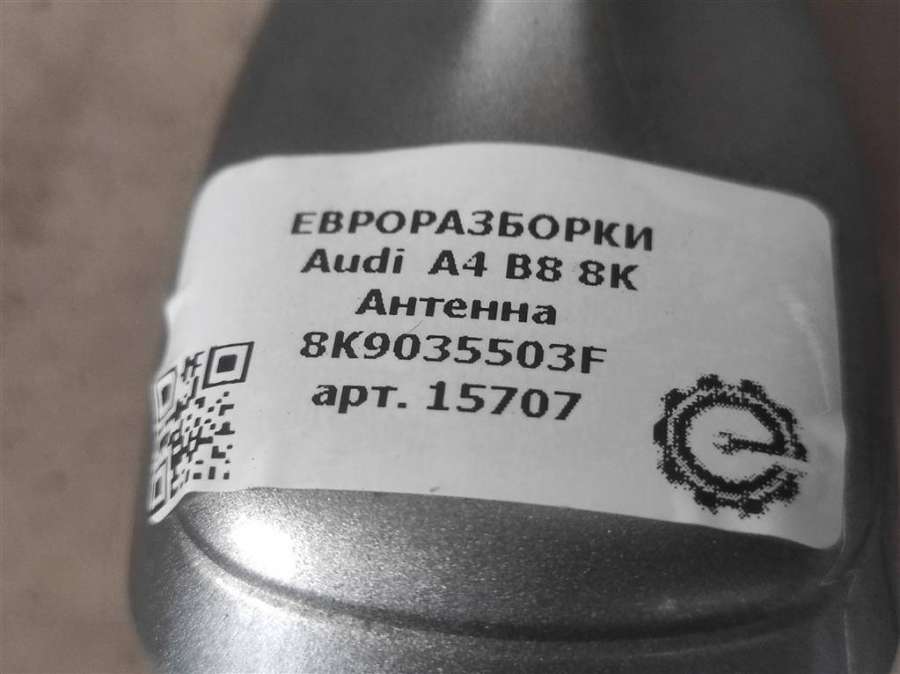 ЕВРОРАЗБОРКИ
Audi A4 B8 8K
Антенна
8K9035503F
арт. 15707